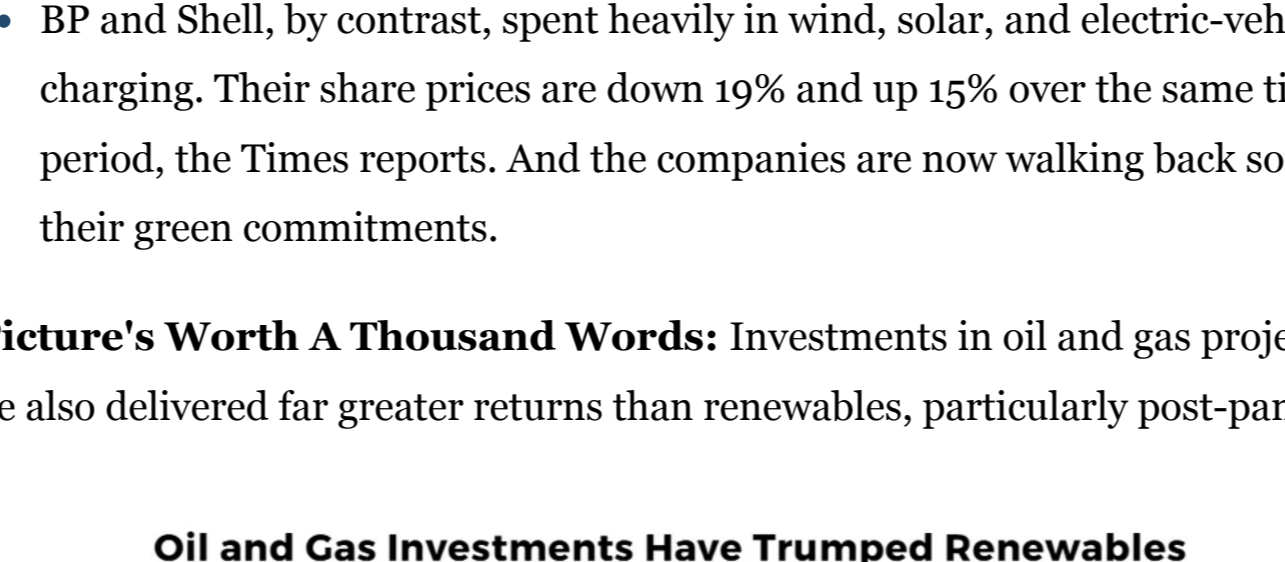 • BP and Shell, by contrast, spent heavily in wind, solar, and electric-veh
charging. Their share prices are down 19% and up 15% over the same ti
period, the Times reports. And the companies are now walking back so
their green commitments.
icture's Worth A Thousand Words: Investments in oil and gas proje
e also delivered far greater returns than renewables, particularly post-pan
Oil and Gas Investments Have Trumped Renewables